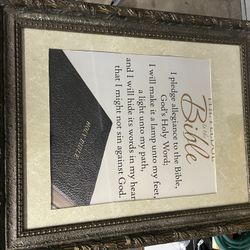 Bible
I pledge allegiance to the Bible,
God's Holy Word;
I will make it a lamp unto my feet,
a light unto my path,
and I will hide its words in my heart
that I might not sin against God.